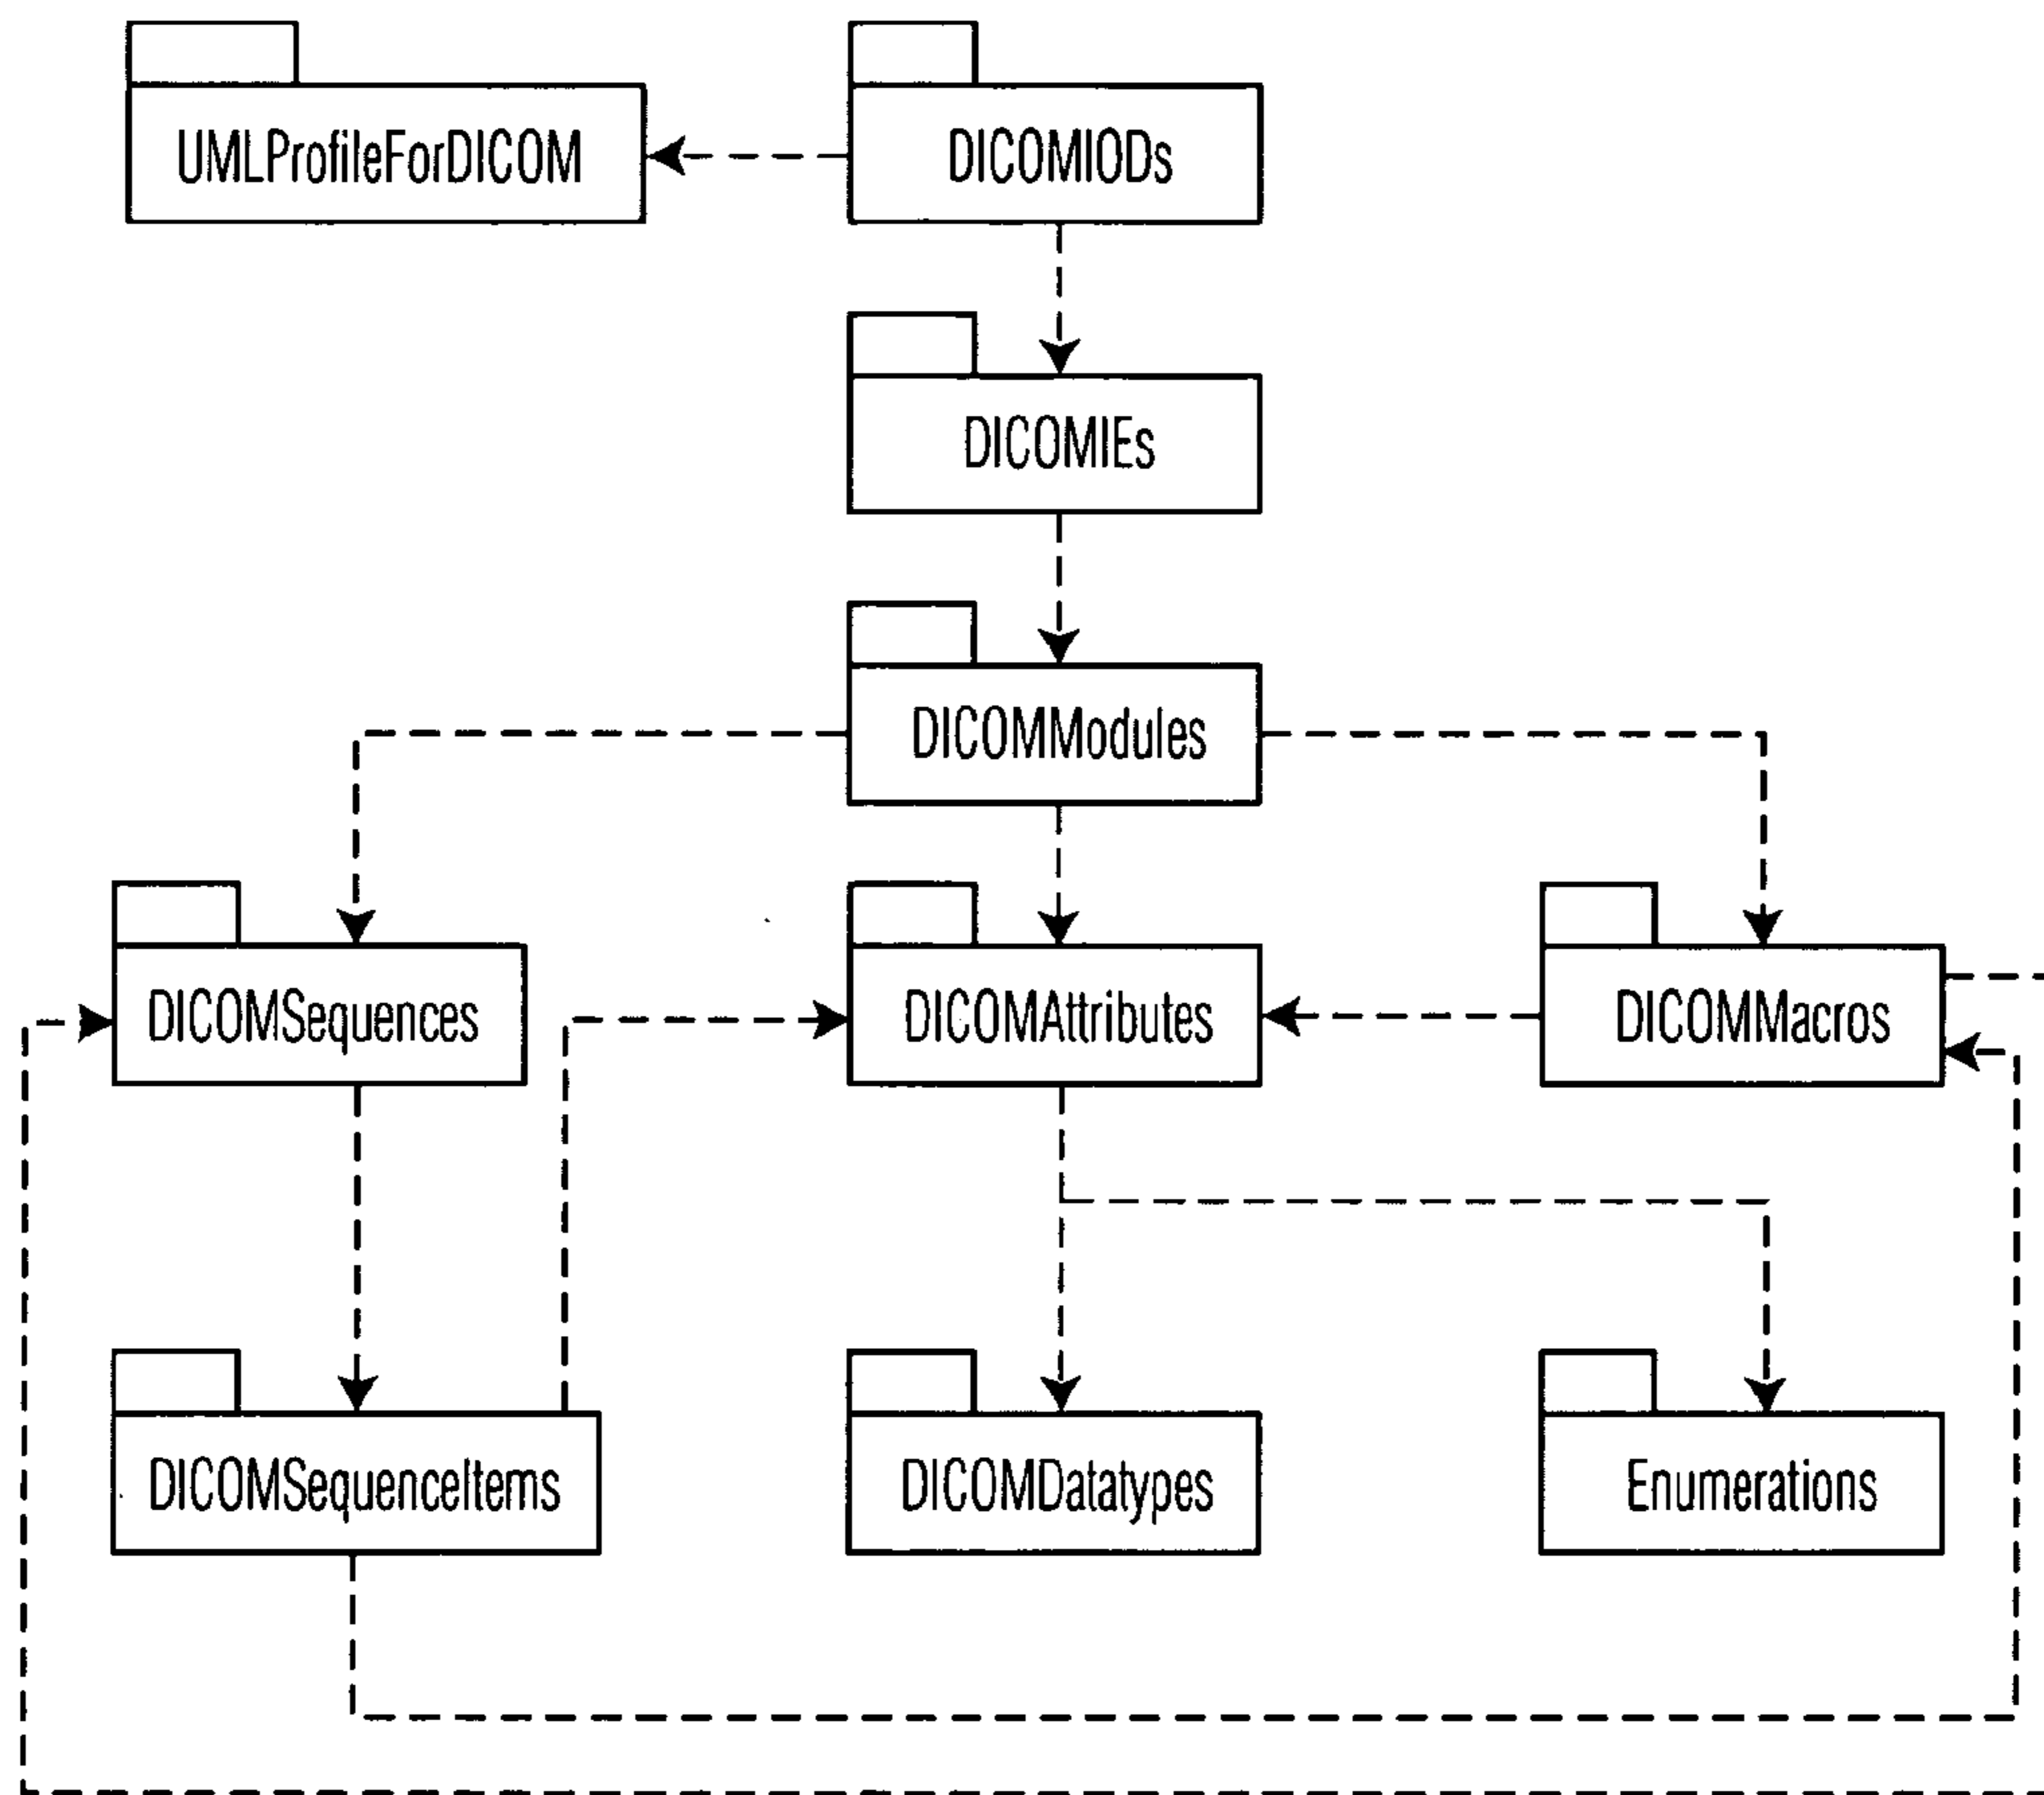 UMLProfileForDICOM
DICOMIODs
DICOMIEs
DICOMModules
DICOMSequences
DICOMAttributes
DICOMMacros
DICOMSequenceItems
DICOMDatatypes
Enumerations